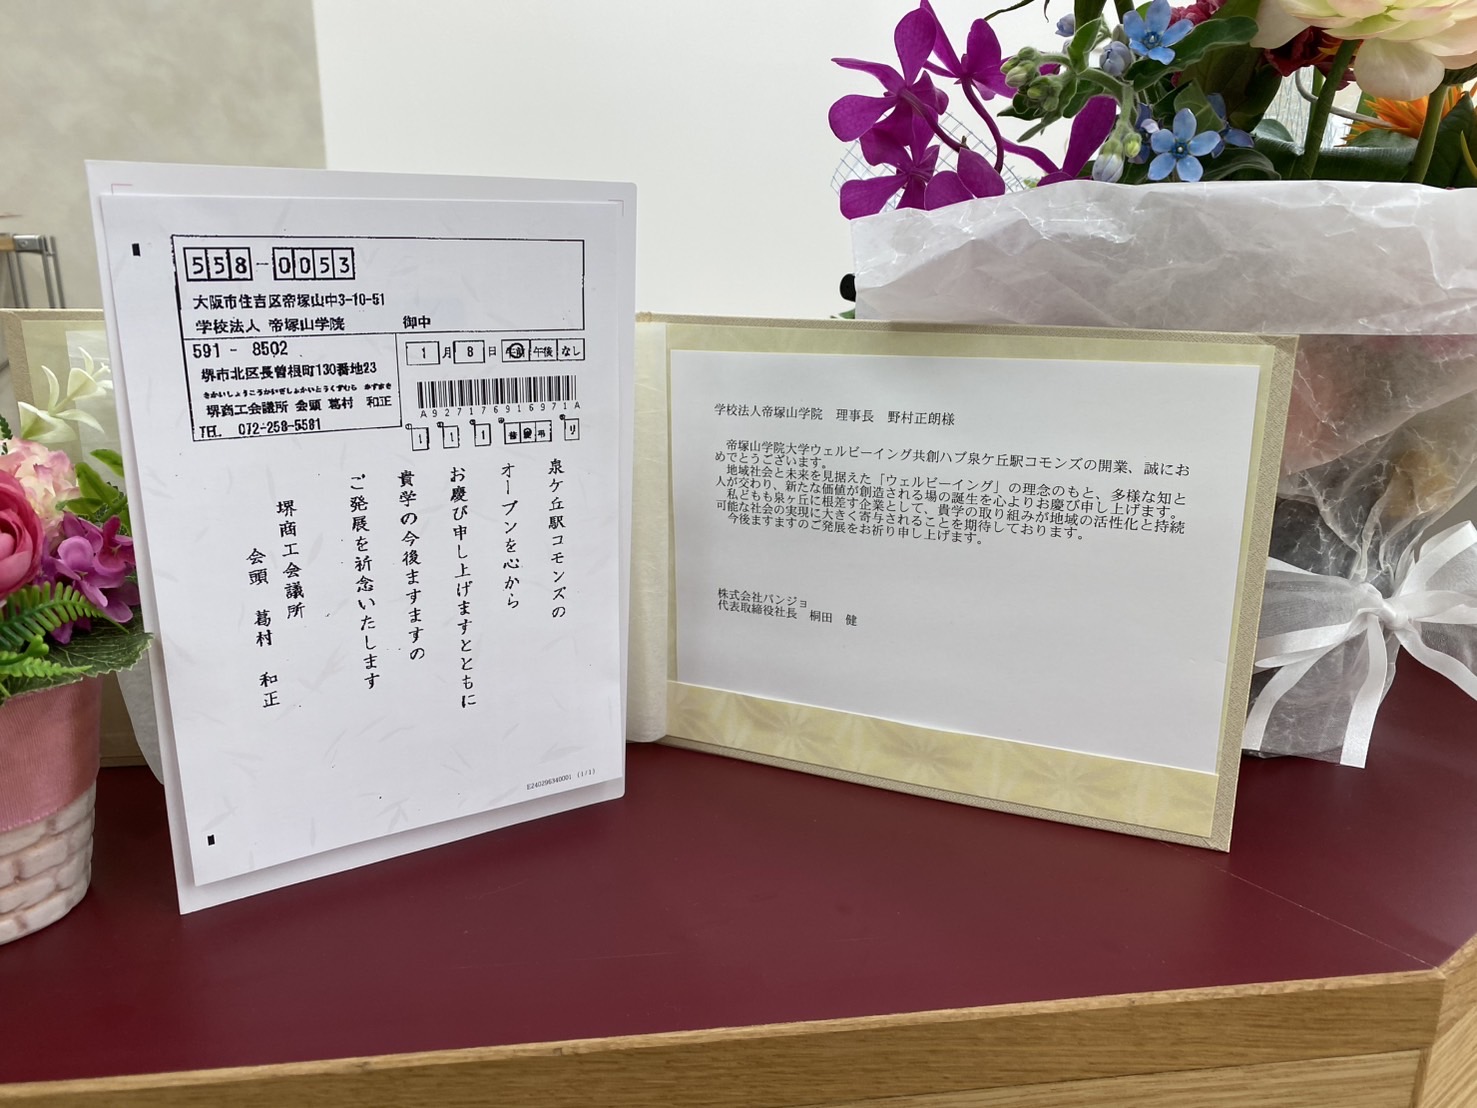 558-0053
大阪市住吉区帝塚山中3-10-51
学校法人 帝塚山学院 御中
591 - 8502
堺市北区長曽根町130番地23
堺商工会議所 会頭 葛村 和正
TEL. 072-258-5581
1 月 8 日 午前 午後 なし
A927176916971A
泉ケ丘駅コモンズの
オープンを心から
お慶び申し上げますとともに
貴学の今後ますますの
ご発展を祈念いたします
堺商工会議所
会頭 葛村 和正
E240296340001 (1/1)
学校法人帝塚山学院 理事長 野村正朗様
帝塚山学院大学ウェルビーイング共創ハブ泉ケ丘駅コモンズの開業、誠にお
めでとうございます。
地域社会と未来を見据えた「ウェルビーイング」の理念のもと、多様な知と
人が交わり、新たな価値が創造される場の誕生を心よりお慶び申し上げます。
私どもも泉ヶ丘に根差す企業として、貴学の取り組みが地域の活性化と持続
可能な社会の実現に大きく寄与されることを期待しております。
今後ますますのご発展をお祈り申し上げます。
株式会社パンジョ
代表取締役社長 桐田 健